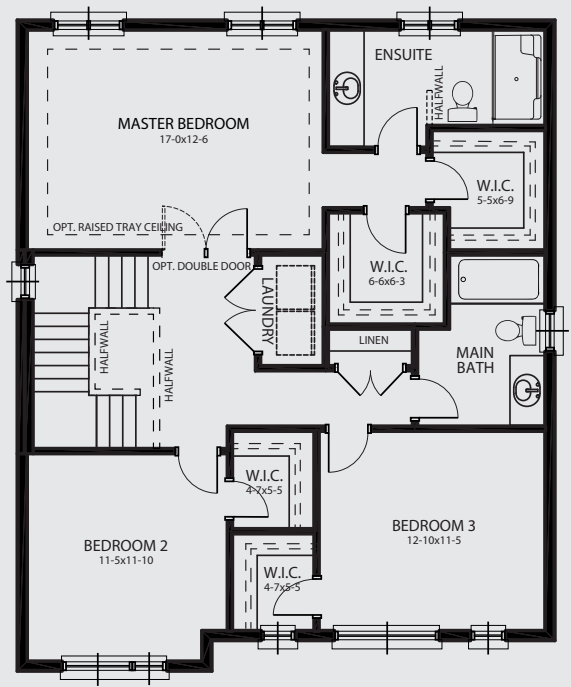 ENSUITE
HALFWALL
MASTER BEDROOM
17-0x12-6
W.I.C.
5-5x6-9
OPT. RAISED TRAY CEILING
OPT. DOUBLE DOOR
W.I.C.
6-6x6-3
LAUNDRY
LINEN
HALFWALL
HALFWALL
MAIN
BATH
W.I.C.
4-7x5-5
BEDROOM 2
11-5x11-10
BEDROOM 3
12-10x11-5
W.I.C.
4-7x5-5